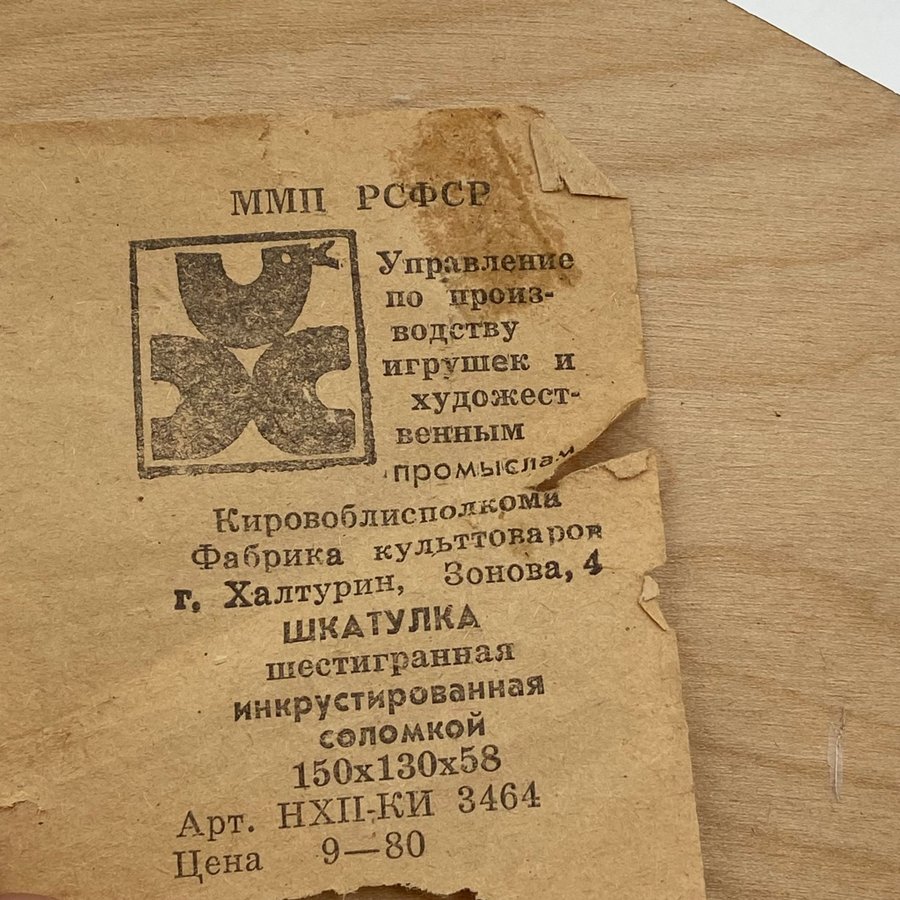 ММП РСФСР
Управление
по произ-
водству
игрушек и
художест-
венным
промыслам
Кировоблисполкома
Фабрика культтоваров
г. Халтурин, Зонова, 4
ШКАТУЛКА
шестигранная
инкрустированная
соломкой
150х130х58
Арт. НХП-КИ 3464
Цена 9—80